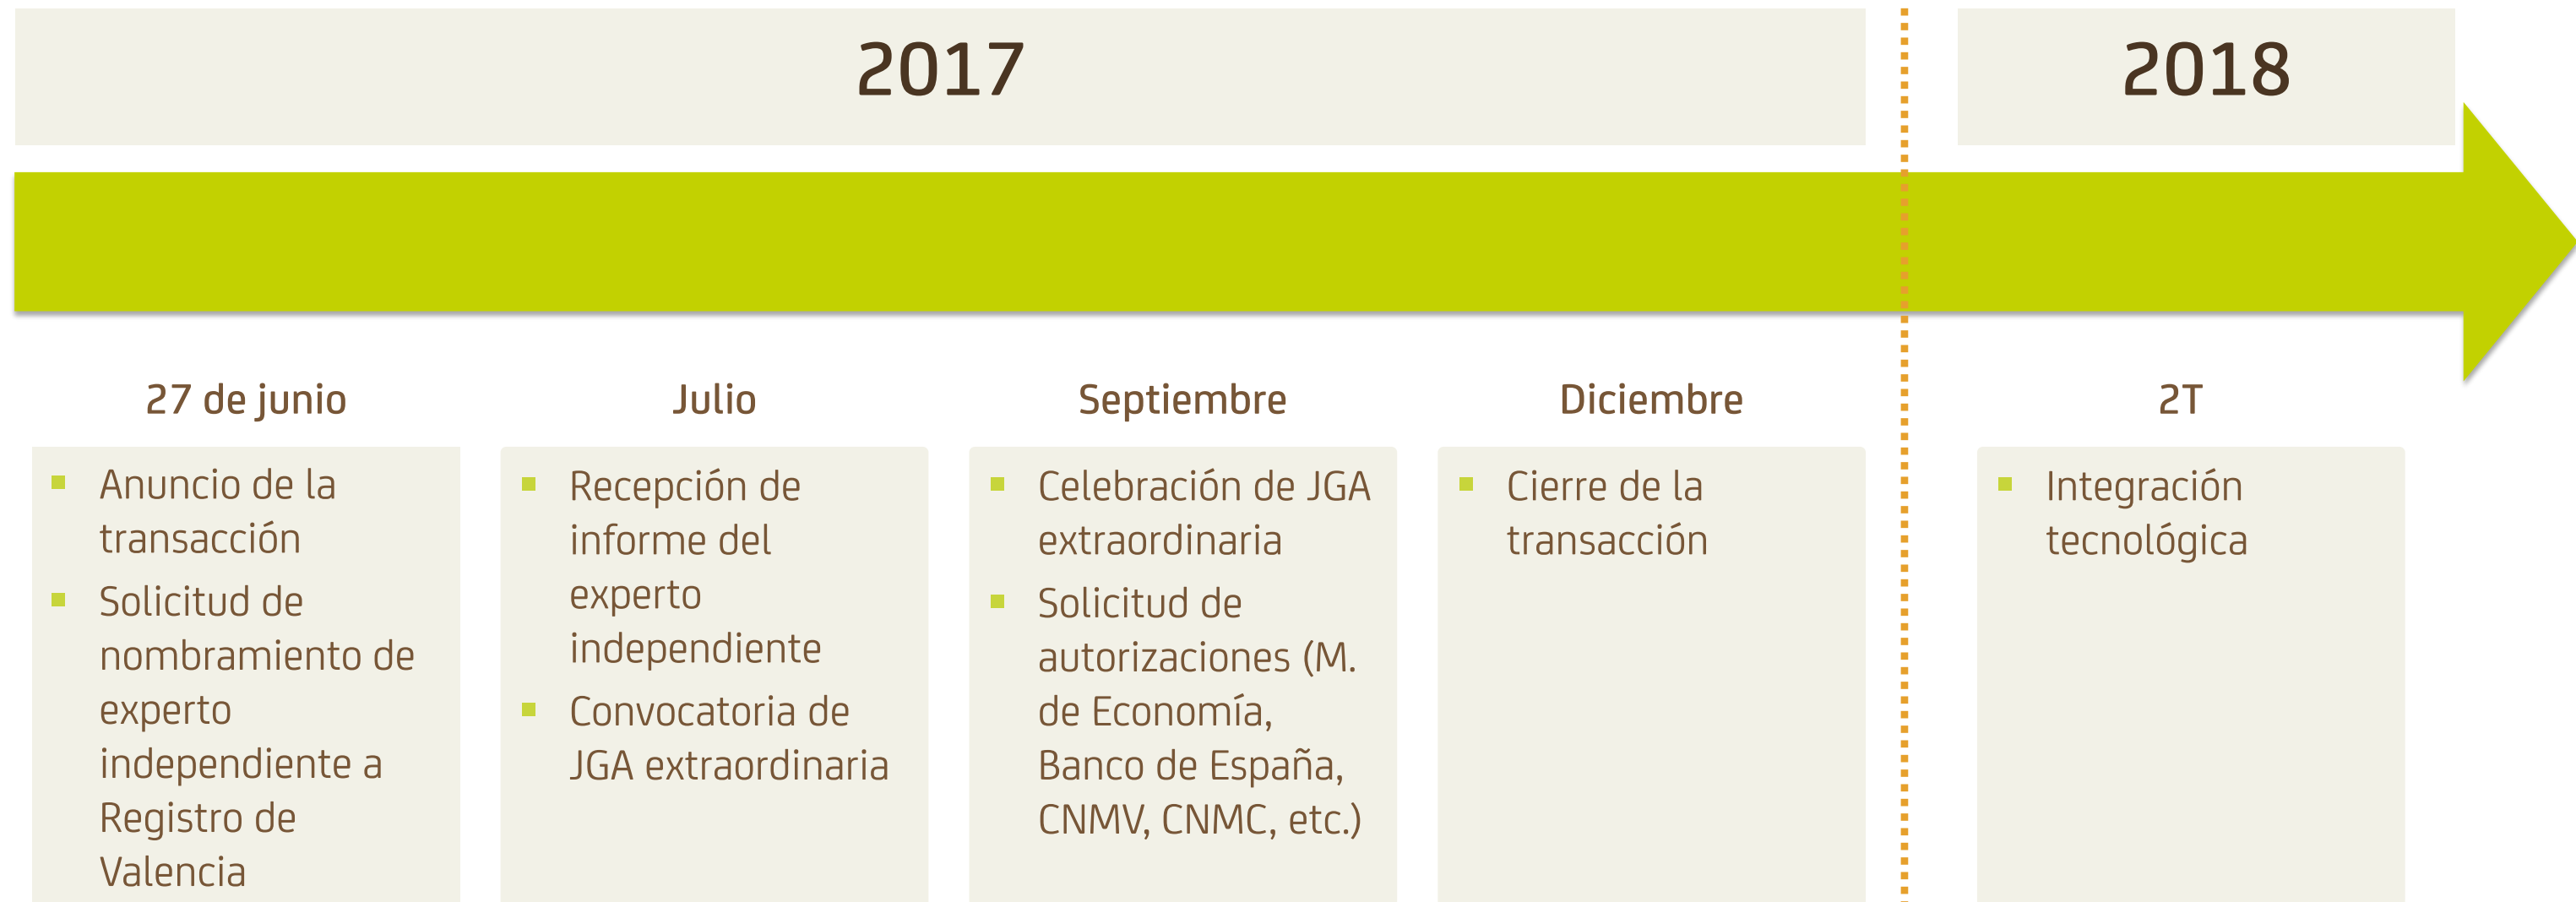 2017
2018
27 de junio
Anuncio de la
transacción
Solicitud de
nombramiento de
experto
independiente a
Registro de
Valencia
Julio
Recepción de
informe del
experto
independiente
Convocatoria de
JGA extraordinaria
Septiembre
Celebración de JGA
extraordinaria
Solicitud de
autorizaciones (M.
de Economía,
Banco de España,
CNMV, CNMC, etc.)
Diciembre
Cierre de la
transacción
2T
Integración
tecnológica